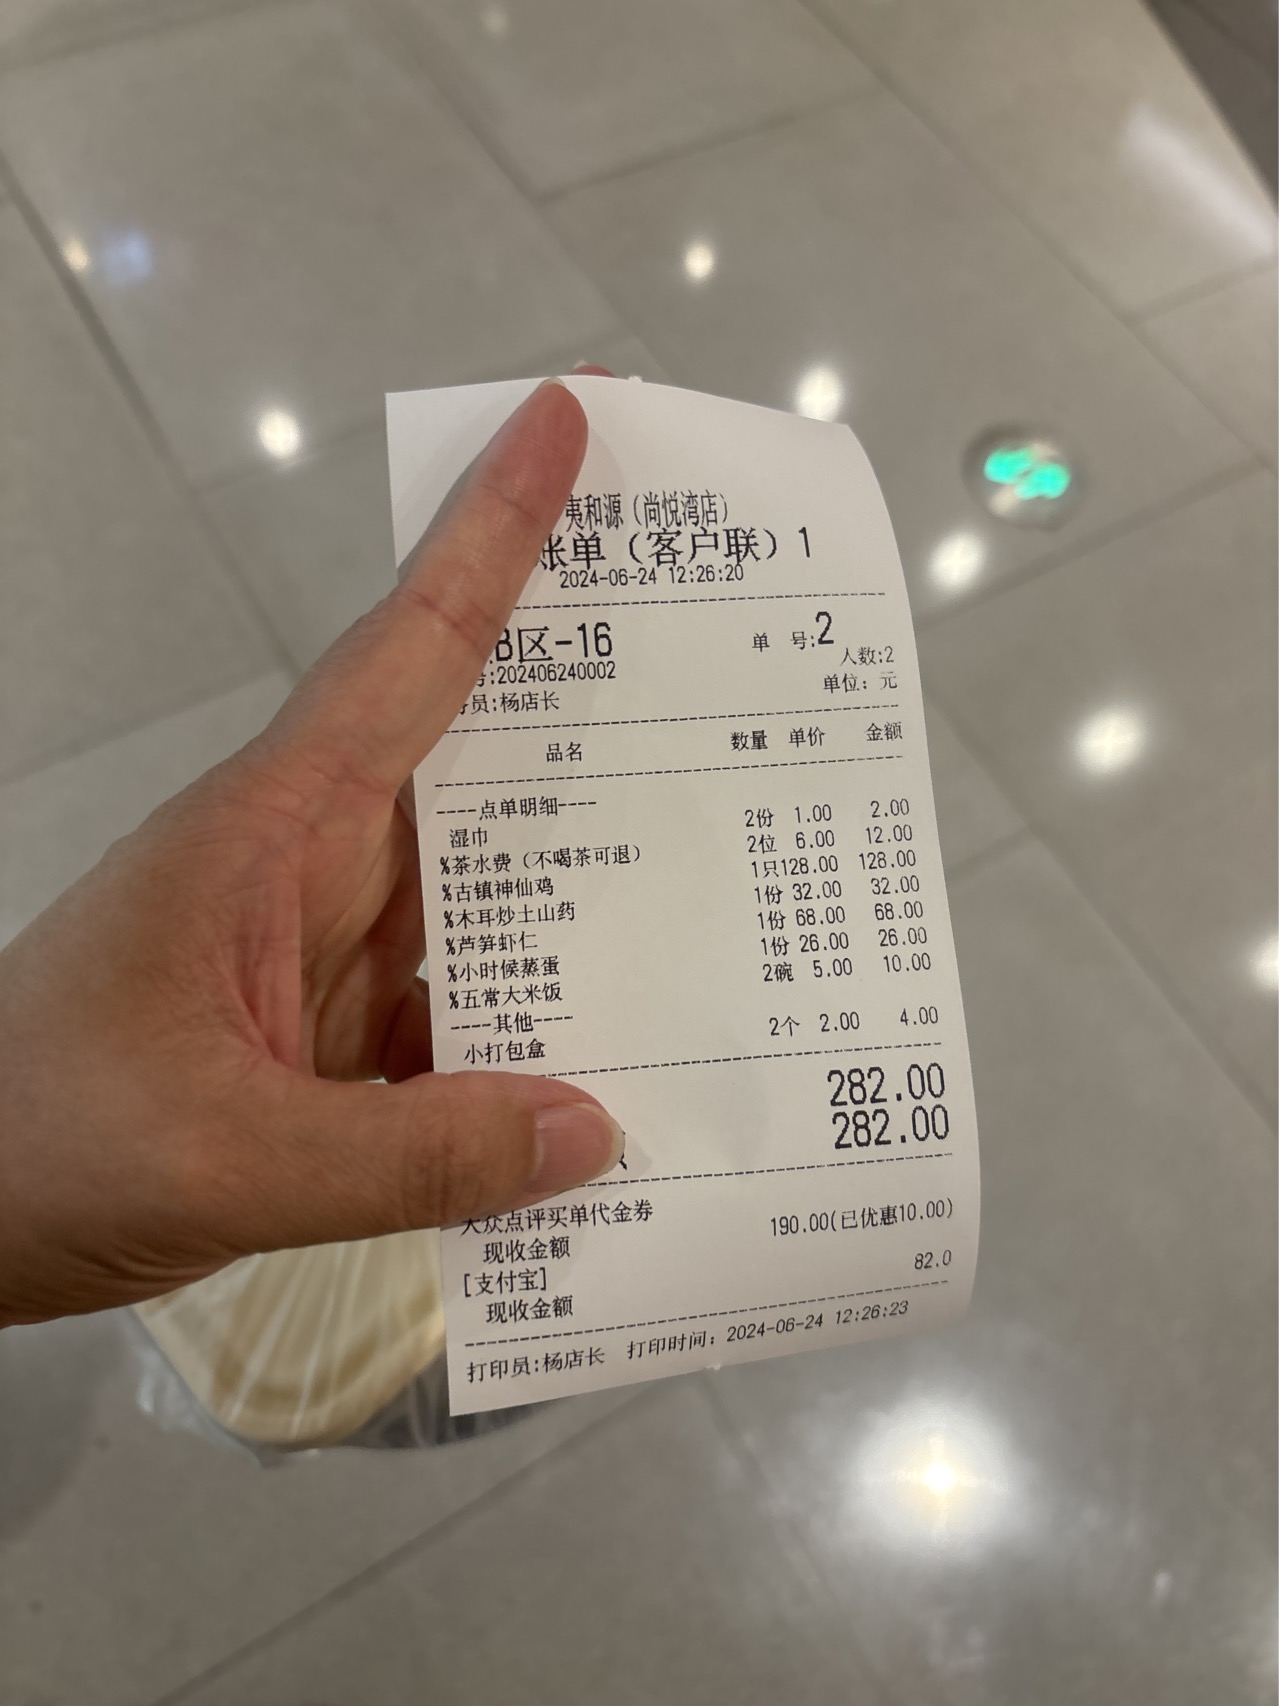 夷和源（尚悦湾店）
账单（客户联）1
2024-06-24 12:26:20
B区-16 单 号:2
号:202406240002 人数:2
员:杨店长 单位: 元
品名 数量 单价 金额
----点单明细----
湿巾 2份 1.00 2.00
%茶水费（不喝茶可退） 2位 6.00 12.00
%古镇神仙鸡 1只128.00 128.00
%木耳炒土山药 1份 32.00 32.00
%芦笋虾仁 1份 68.00 68.00
%小时候蒸蛋 1份 26.00 26.00
%五常大米饭 2碗 5.00 10.00
----其他----
小打包盒 2个 2.00 4.00
282.00
282.00
大众点评买单代金券
现收金额 190.00(已优惠10.00)
[支付宝]
现收金额 82.0
打印员:杨店长 打印时间: 2024-06-24 12:26:23